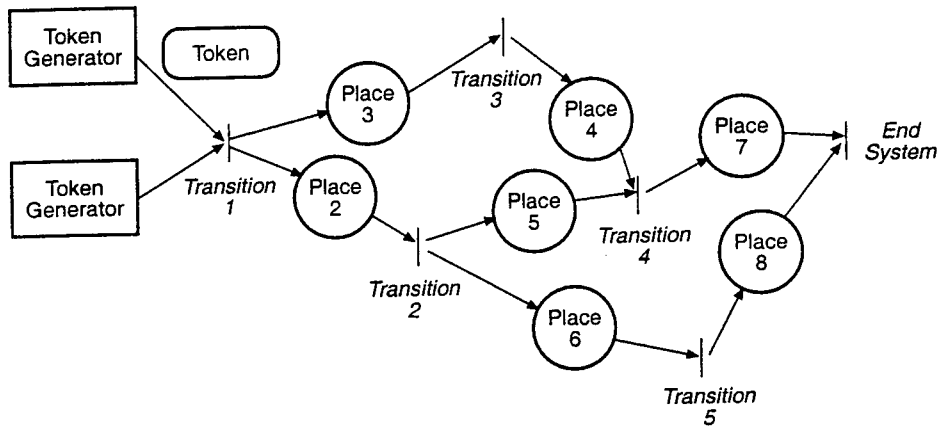 Token
Generator
Token
Place
3
Transition
3
Place
4
Place
7
End
System
Token
Generator
Transition
1
Place
2
Place
5
Transition
4
Place
8
Transition
2
Place
6
Transition
5